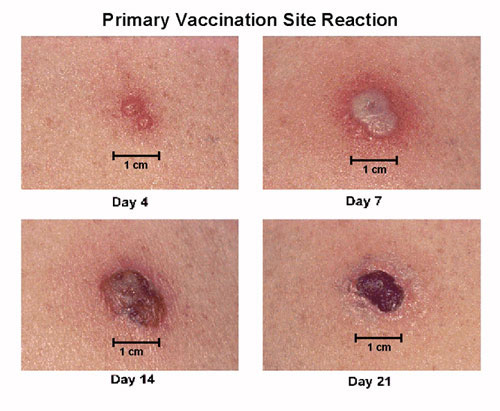 Primary Vaccination Site Reaction
1 cm
1 cm
Day 4
Day 7
1 cm
1 cm
Day 14
Day 21